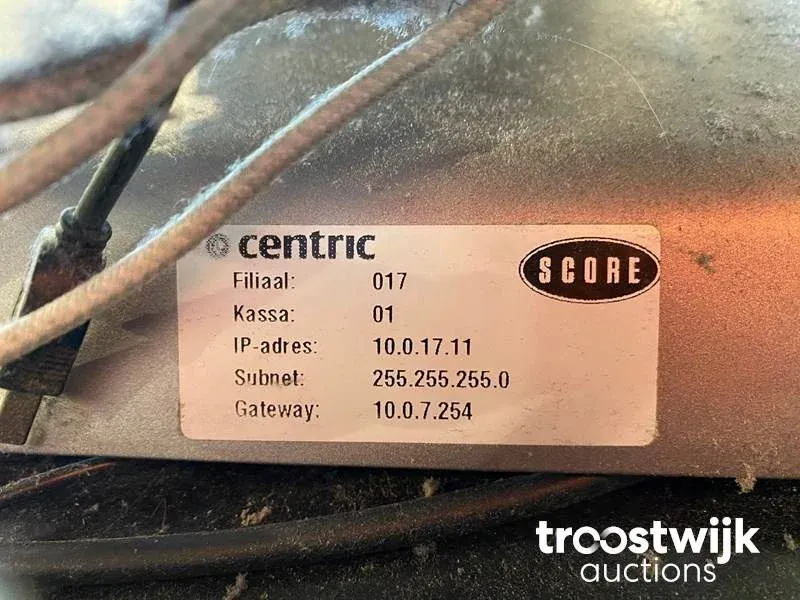 centric
SCORE
Filiaal: 017
Kassa: 01
IP-adres: 10.0.17.11
Subnet: 255.255.255.0
Gateway: 10.0.7.254
troostwijk
auctions